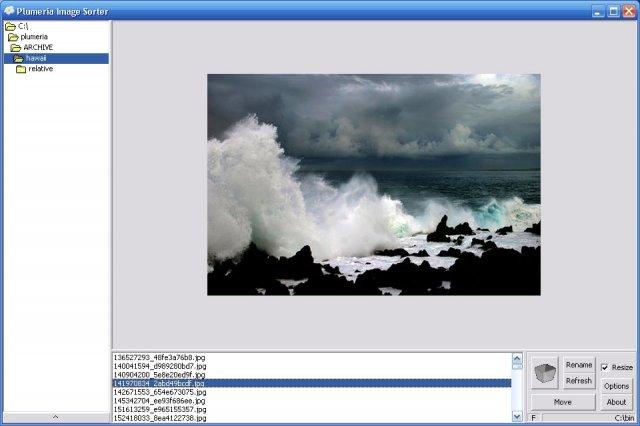 Plumeria Image Sorter
C:\
plumeria
ARCHIVE
hawaii
relative
136527293_48fe3a76b8.jpg
140041594_d989280bd7.jpg
140904200_5e8e20ed9f.jpg
141970834_2abd49bcdf.jpg
142671553_654e673075.jpg
145342704_ee93f686ee.jpg
151613259_e965155357.jpg
152418033_8ea4122738.jpg
Rename
Resize
Refresh
Options
Move
About
F
C:\bin